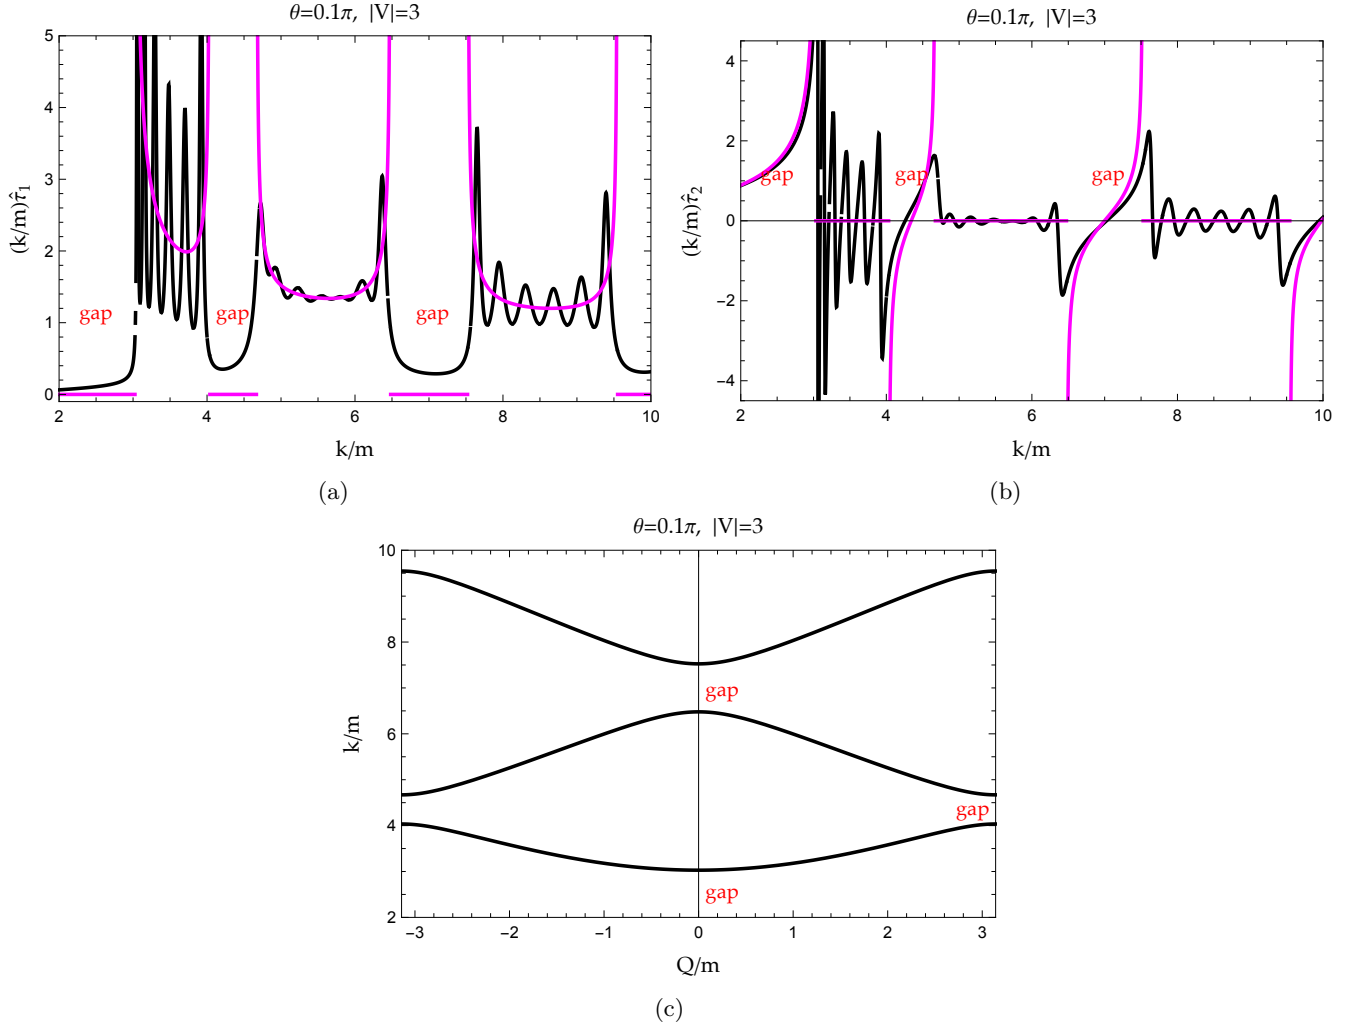 θ=0.1π, |V|=3
(k/m)τ̂₁
5
4
3
2
1
0
gap
gap
gap
2
4
6
8
10
k/m
(a)
θ=0.1π, |V|=3
(k/m)τ̂₂
4
2
0
−2
−4
gap
gap
gap
2
4
6
8
10
k/m
(b)
θ=0.1π, |V|=3
k/m
10
8
6
4
2
gap
gap
gap
−3
−2
−1
0
1
2
3
Q/m
(c)